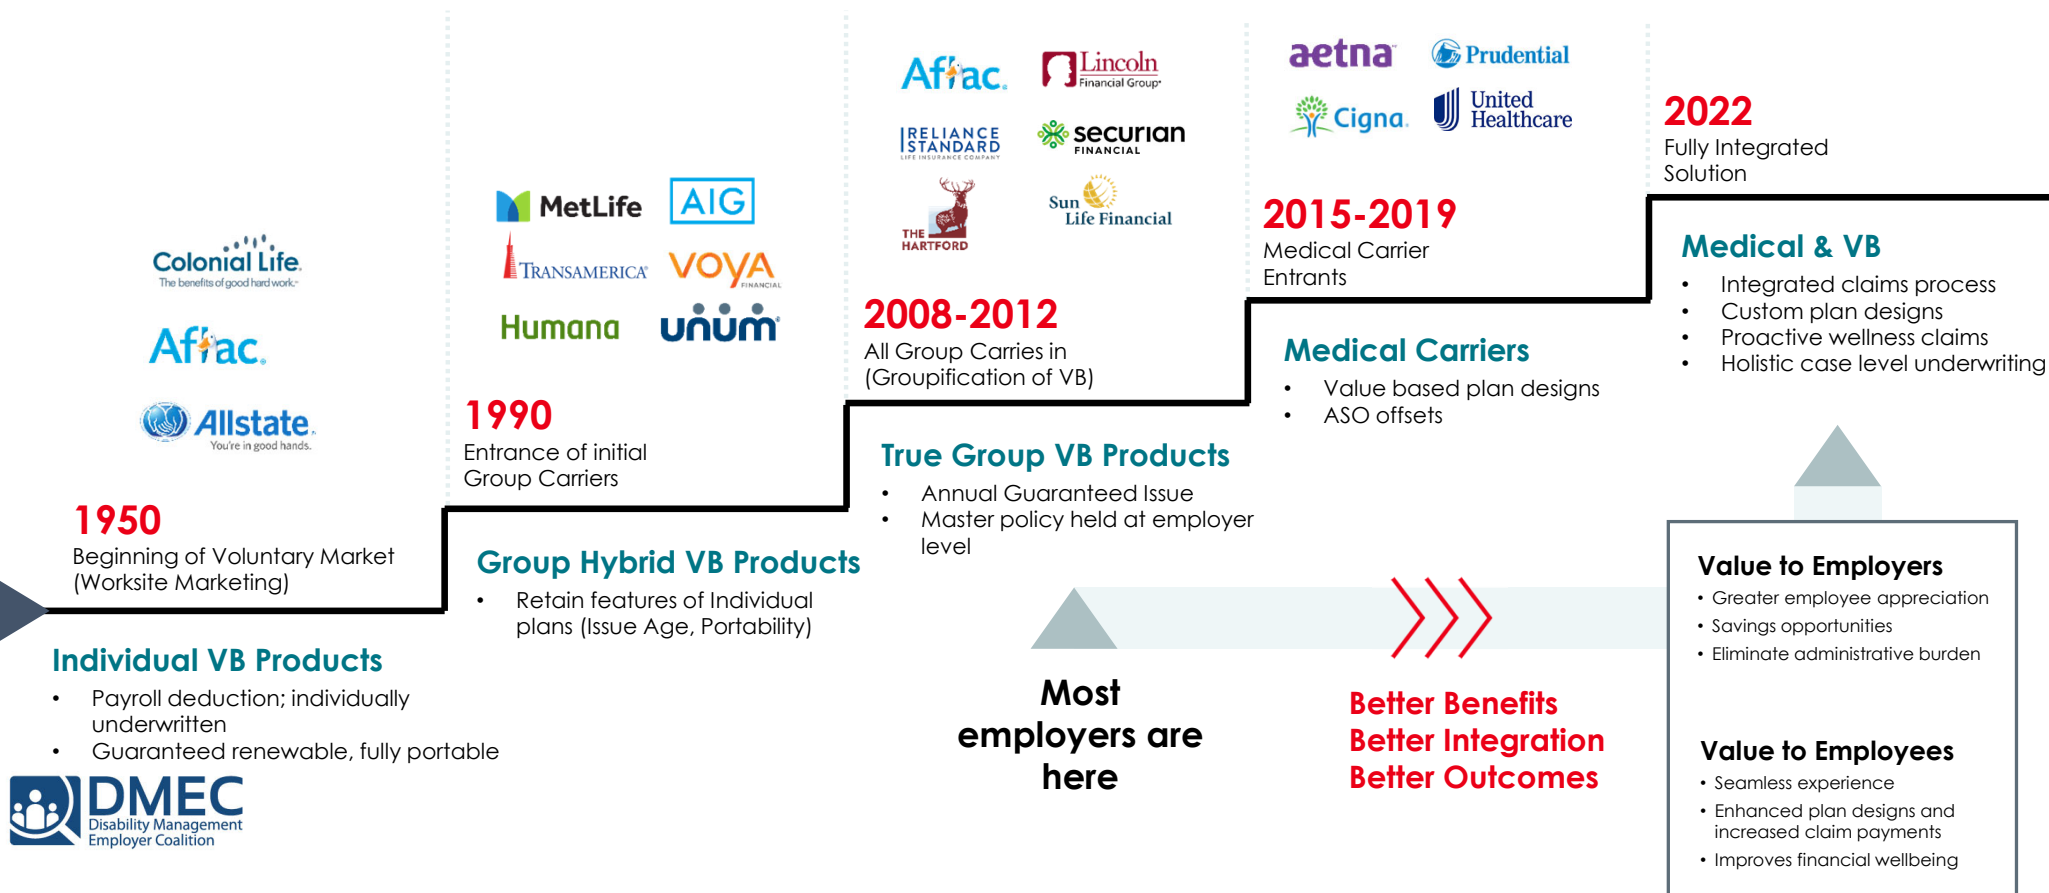 Colonial Life.
The benefits of good hard work.
Aflac.
Allstate.
You're in good hands.
1950
Beginning of Voluntary Market
(Worksite Marketing)
Individual VB Products
• Payroll deduction; individually
underwritten
• Guaranteed renewable, fully portable
MetLife
AIG
TRANSAMERICA
VOYA
FINANCIAL
Humana
unum
1990
Entrance of initial
Group Carriers
Group Hybrid VB Products
• Retain features of Individual
plans (Issue Age, Portability)
Aflac.
Lincoln
Financial Group
RELIANCE
STANDARD
LIFE INSURANCE COMPANY
securian
FINANCIAL
THE
HARTFORD
Sun
Life Financial
2008-2012
All Group Carries in
(Groupification of VB)
True Group VB Products
• Annual Guaranteed Issue
• Master policy held at employer
level
aetna
Prudential
Cigna.
United
Healthcare
2015-2019
Medical Carrier
Entrants
Medical Carriers
• Value based plan designs
• ASO offsets
2022
Fully Integrated
Solution
Medical & VB
• Integrated claims process
• Custom plan designs
• Proactive wellness claims
• Holistic case level underwriting
Most
employers are
here
Better Benefits
Better Integration
Better Outcomes
Value to Employers
• Greater employee appreciation
• Savings opportunities
• Eliminate administrative burden
Value to Employees
• Seamless experience
• Enhanced plan designs and
increased claim payments
• Improves financial wellbeing
DMEC
Disability Management
Employer Coalition